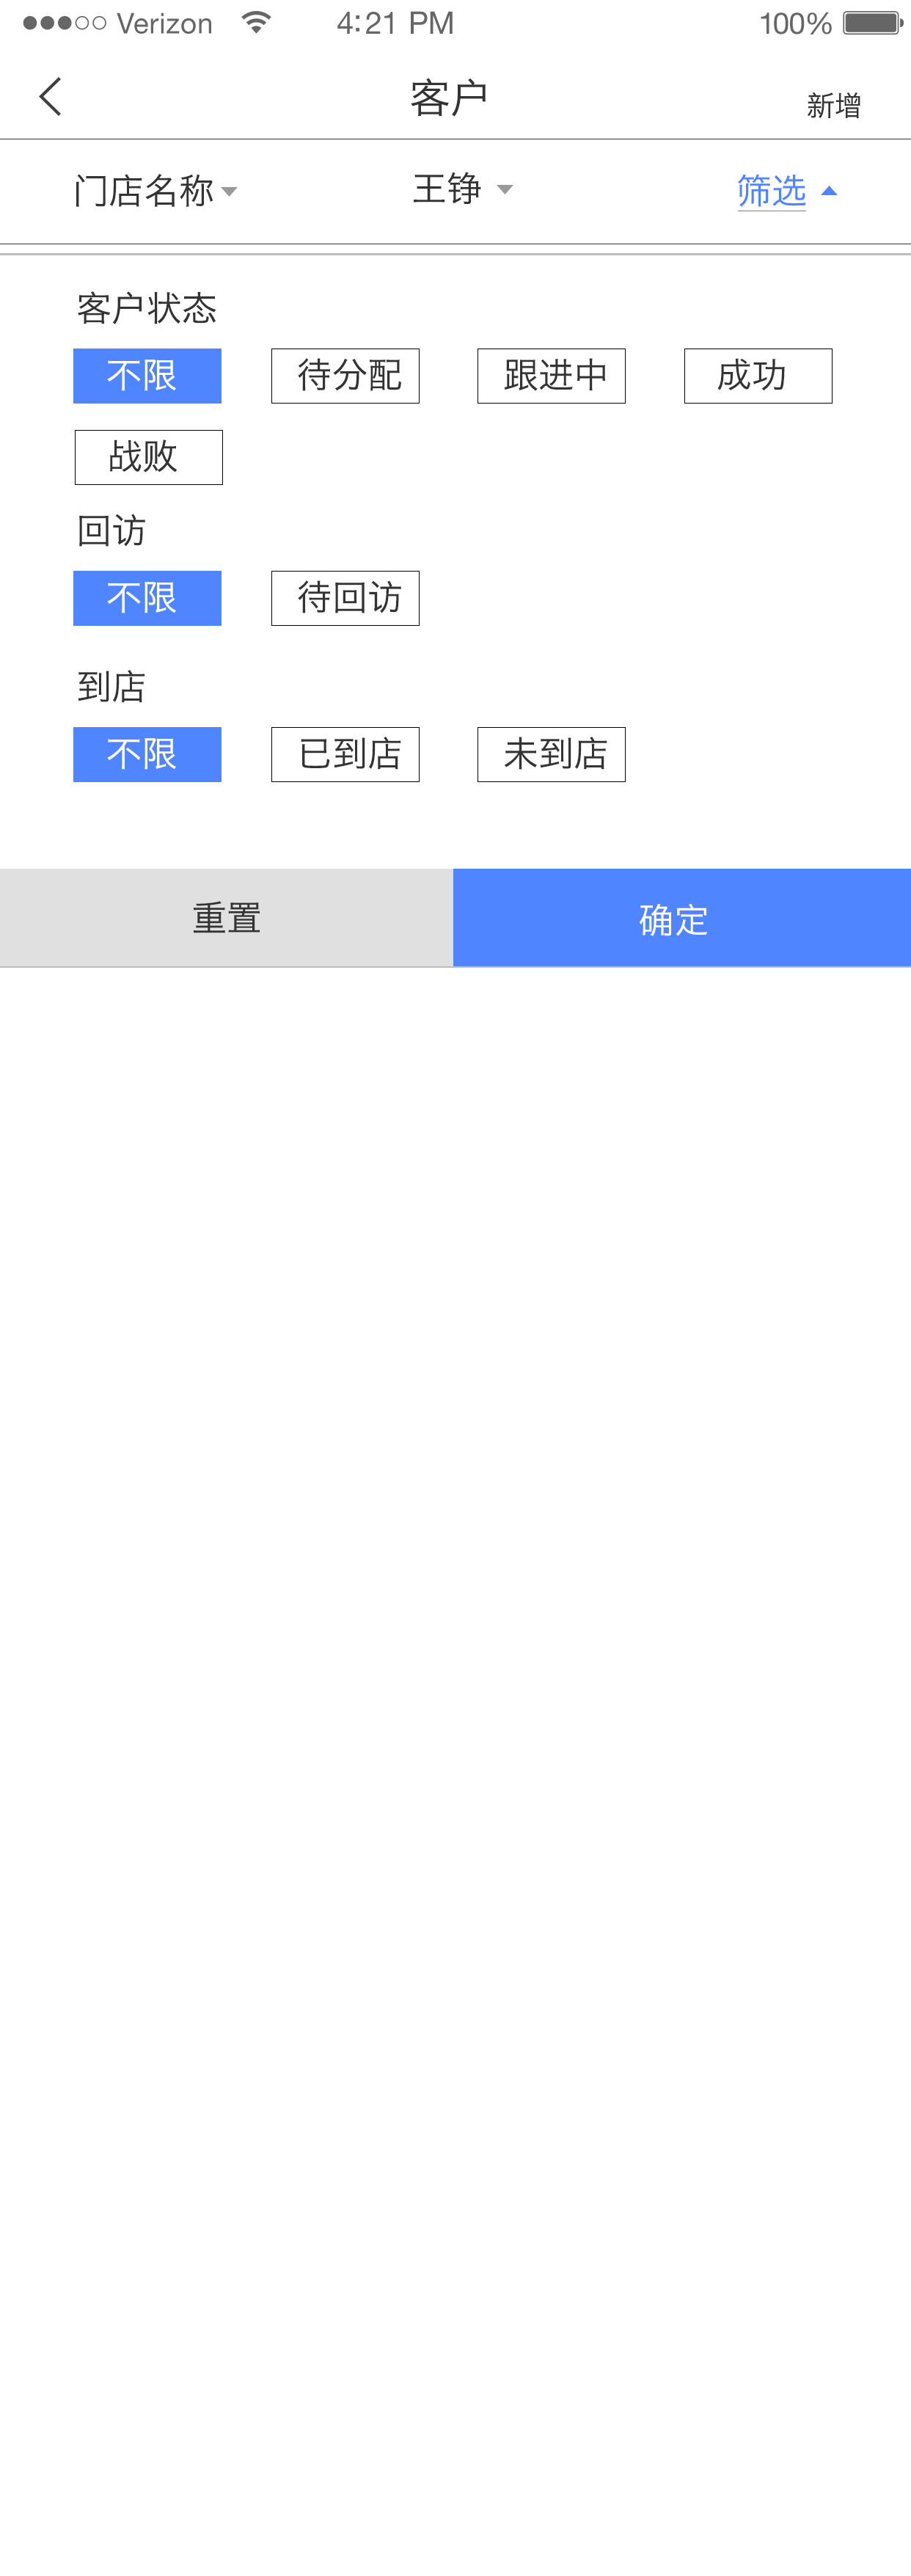 Verizon 4:21 PM 100%
客户 新增
门店名称 王铮 筛选
客户状态
不限 待分配 跟进中 成功
战败
回访
不限 待回访
到店
不限 已到店 未到店
重置 确定